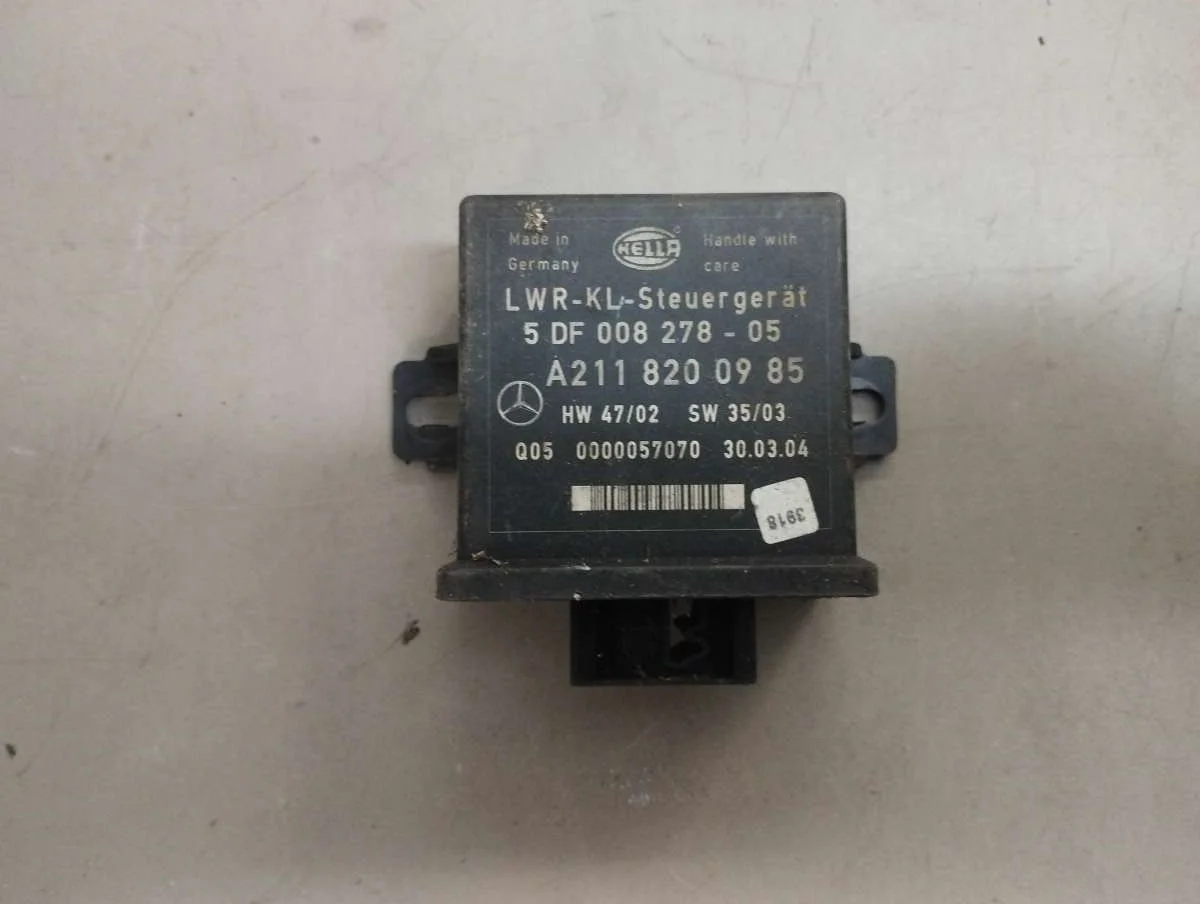 Made in
Germany
HELLA
Handle with
care
LWR-KL-Steuergerät
5 DF 008 278 - 05
A211 820 09 85
HW 47/02 SW 35/03
Q05 0000057070 30.03.04
3918